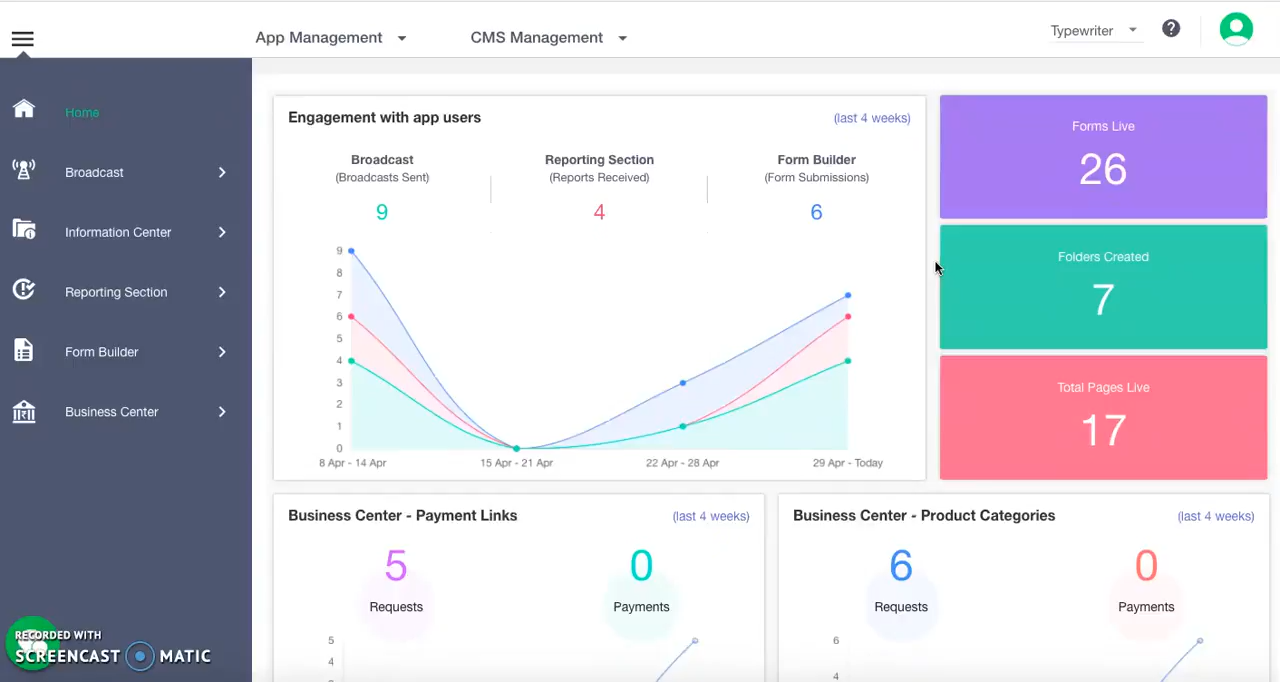 App Management
CMS Management
Typewriter
?
Home
Broadcast
Information Center
Reporting Section
Form Builder
Business Center
RECORDED WITH
SCREENCAST MATIC
Engagement with app users
(last 4 weeks)
Broadcast
(Broadcasts Sent)
9
Reporting Section
(Reports Received)
4
Form Builder
(Form Submissions)
6
9
8
7
6
5
4
3
2
1
0
8 Apr - 14 Apr
15 Apr - 21 Apr
22 Apr - 28 Apr
29 Apr - Today
Forms Live
26
Folders Created
7
Total Pages Live
17
Business Center - Payment Links
(last 4 weeks)
5
Requests
0
Payments
5
4
Business Center - Product Categories
(last 4 weeks)
6
Requests
0
Payments
6
4